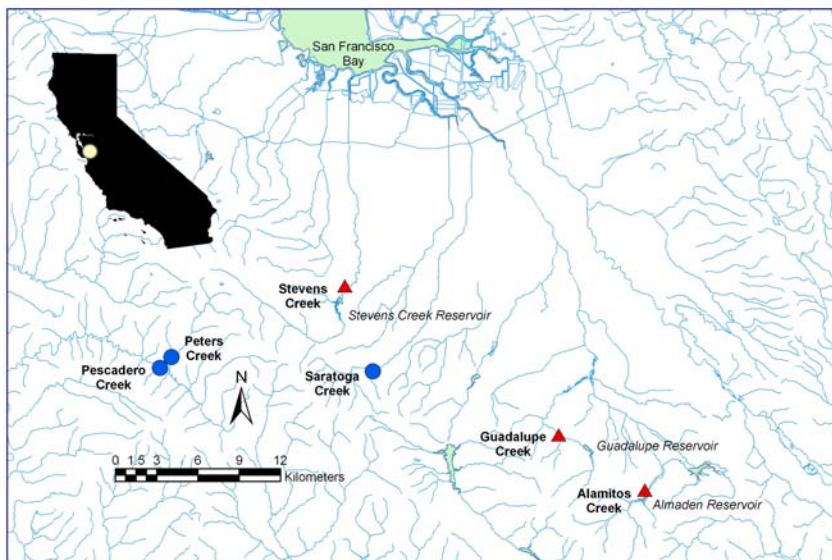 San Francisco
Bay
Stevens
Creek
Stevens Creek Reservoir
Peters
Creek
Pescadero
Creek
Saratoga
Creek
N
Guadalupe
Creek
Guadalupe Reservoir
0 1.5 3 6 9 12
Kilometers
Alamitos
Creek
Almaden Reservoir